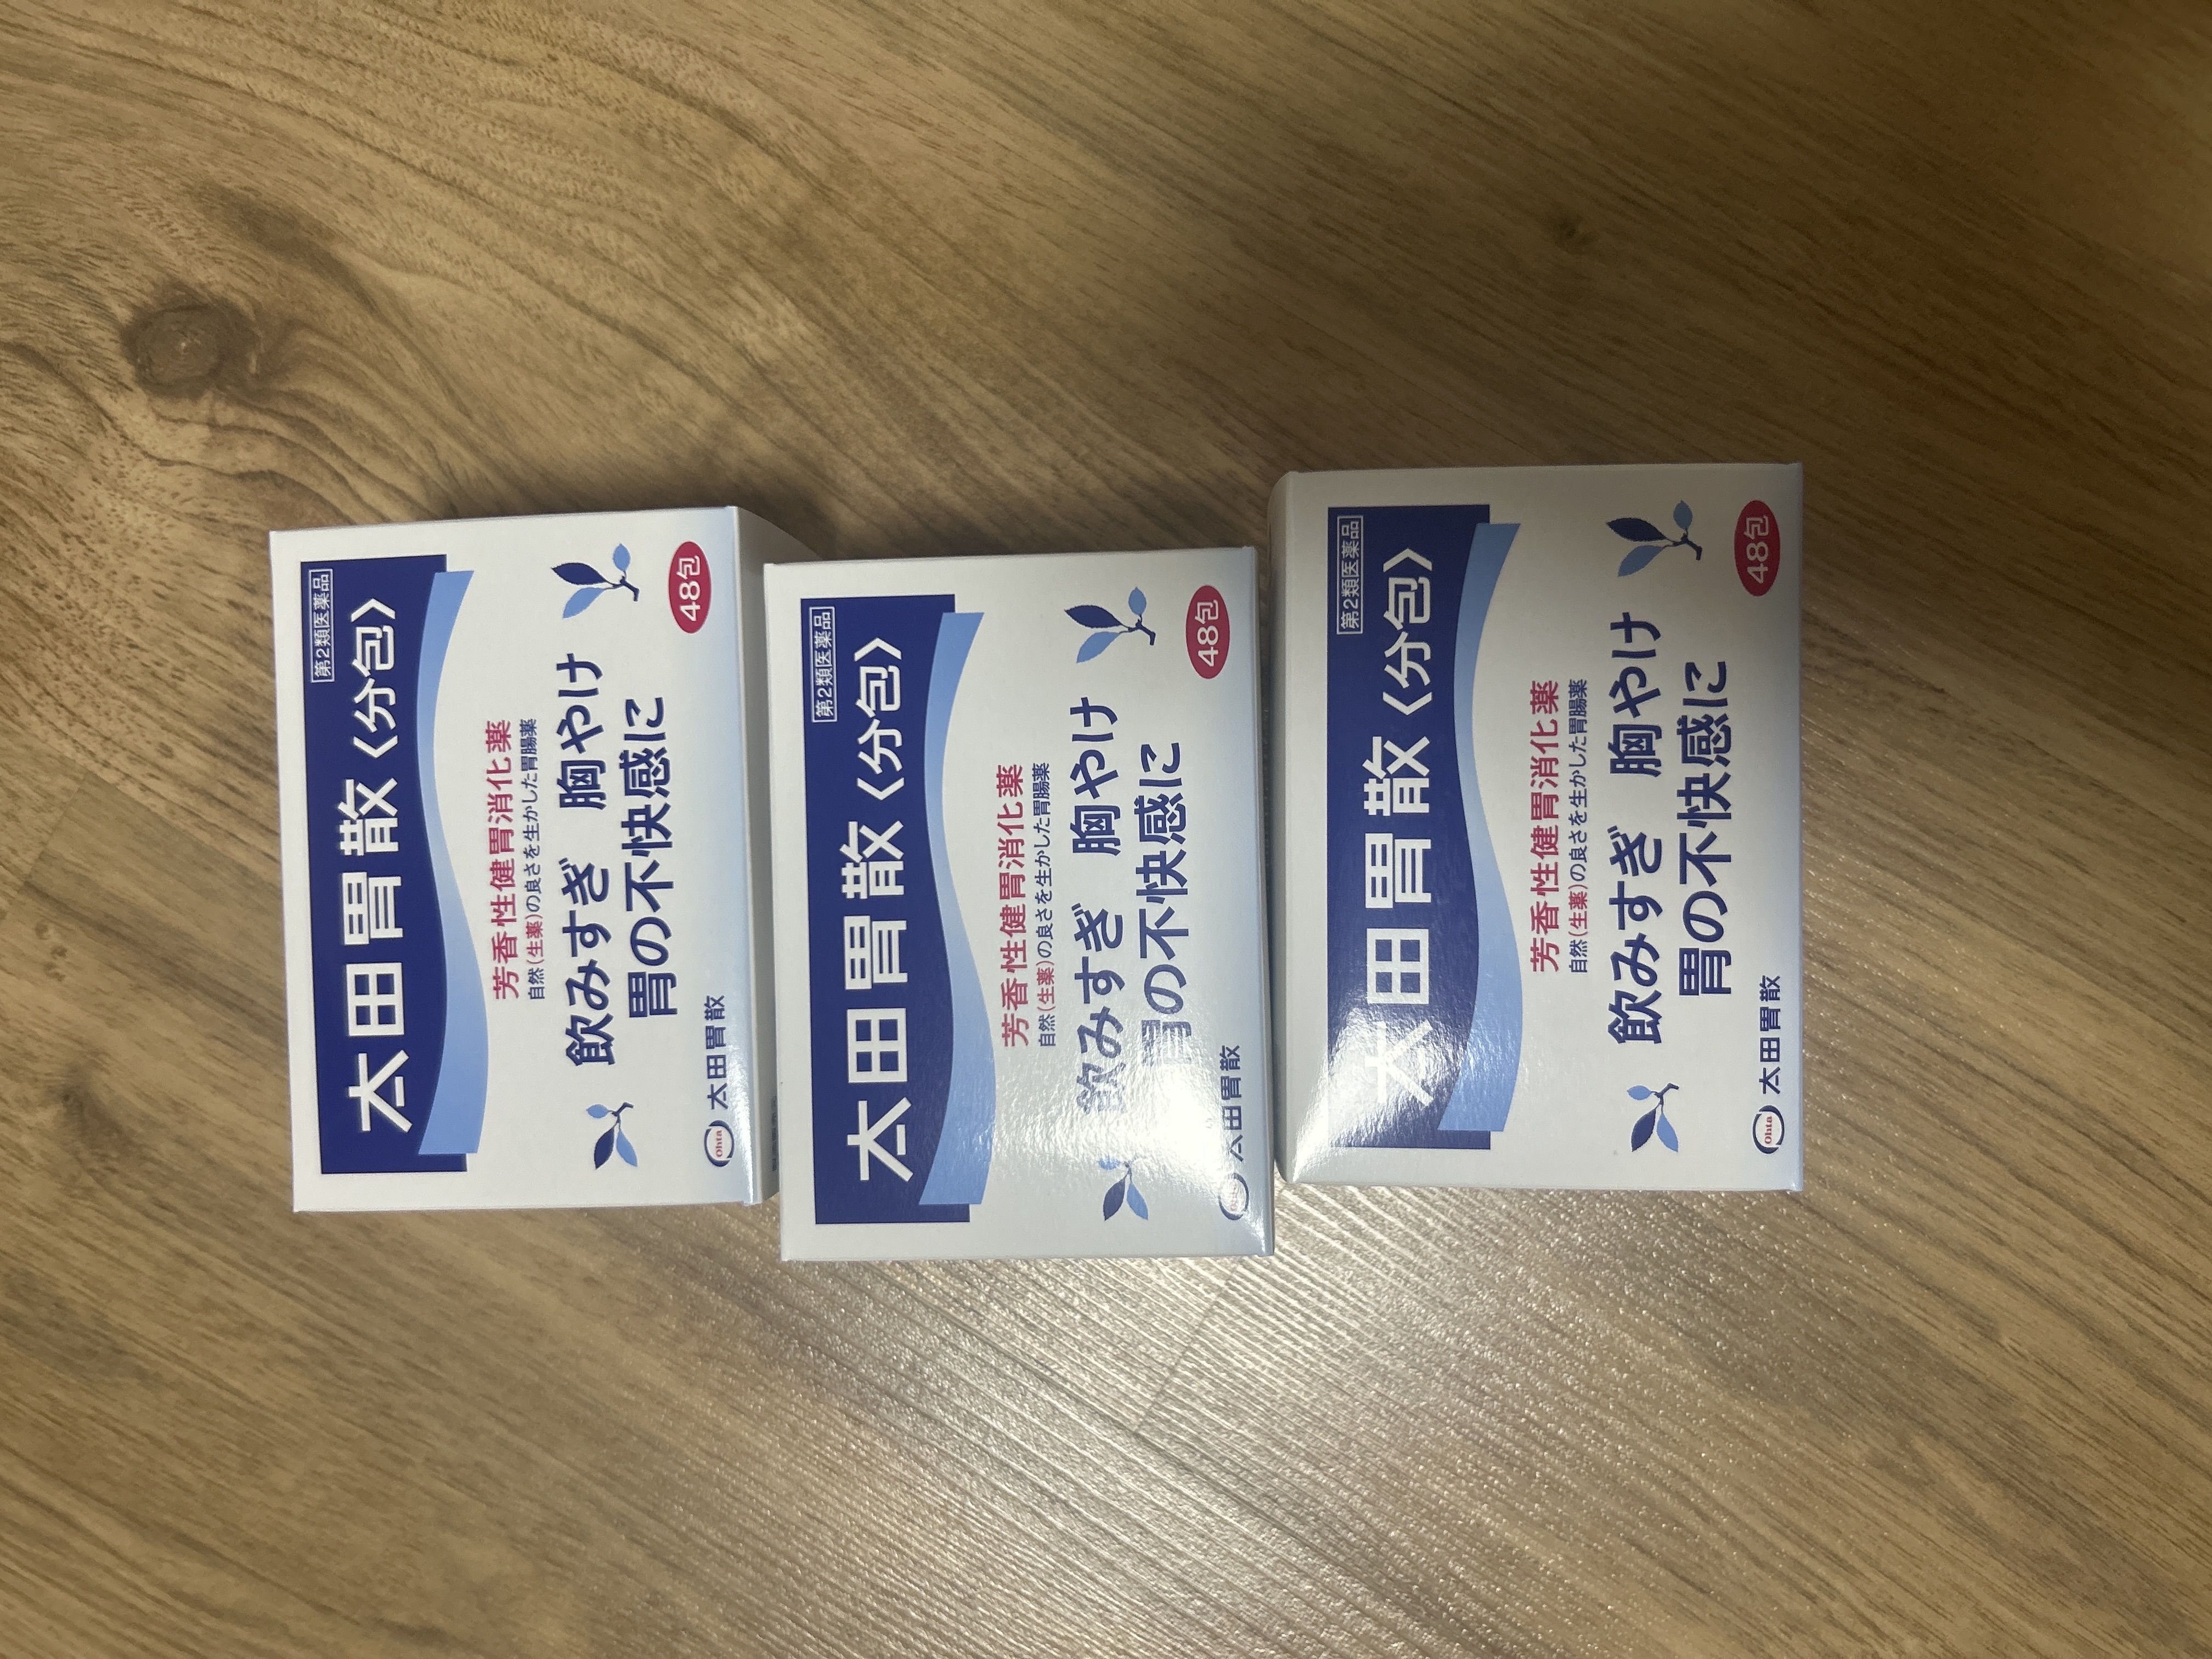 第2類医薬品
太田胃散〈分包〉
芳香性健胃消化薬
自然(生薬)の良さを生かした胃腸薬
飲みすぎ 胸やけ
胃の不快感に
48包
Ohta 太田胃散
第2類医薬品
太田胃散〈分包〉
芳香性健胃消化薬
自然(生薬)の良さを生かした胃腸薬
飲みすぎ 胸やけ
胃の不快感に
48包
太田胃散
第2類医薬品
太田胃散〈分包〉
芳香性健胃消化薬
自然(生薬)の良さを生かした胃腸薬
飲みすぎ 胸やけ
胃の不快感に
48包
Ohta 太田胃散